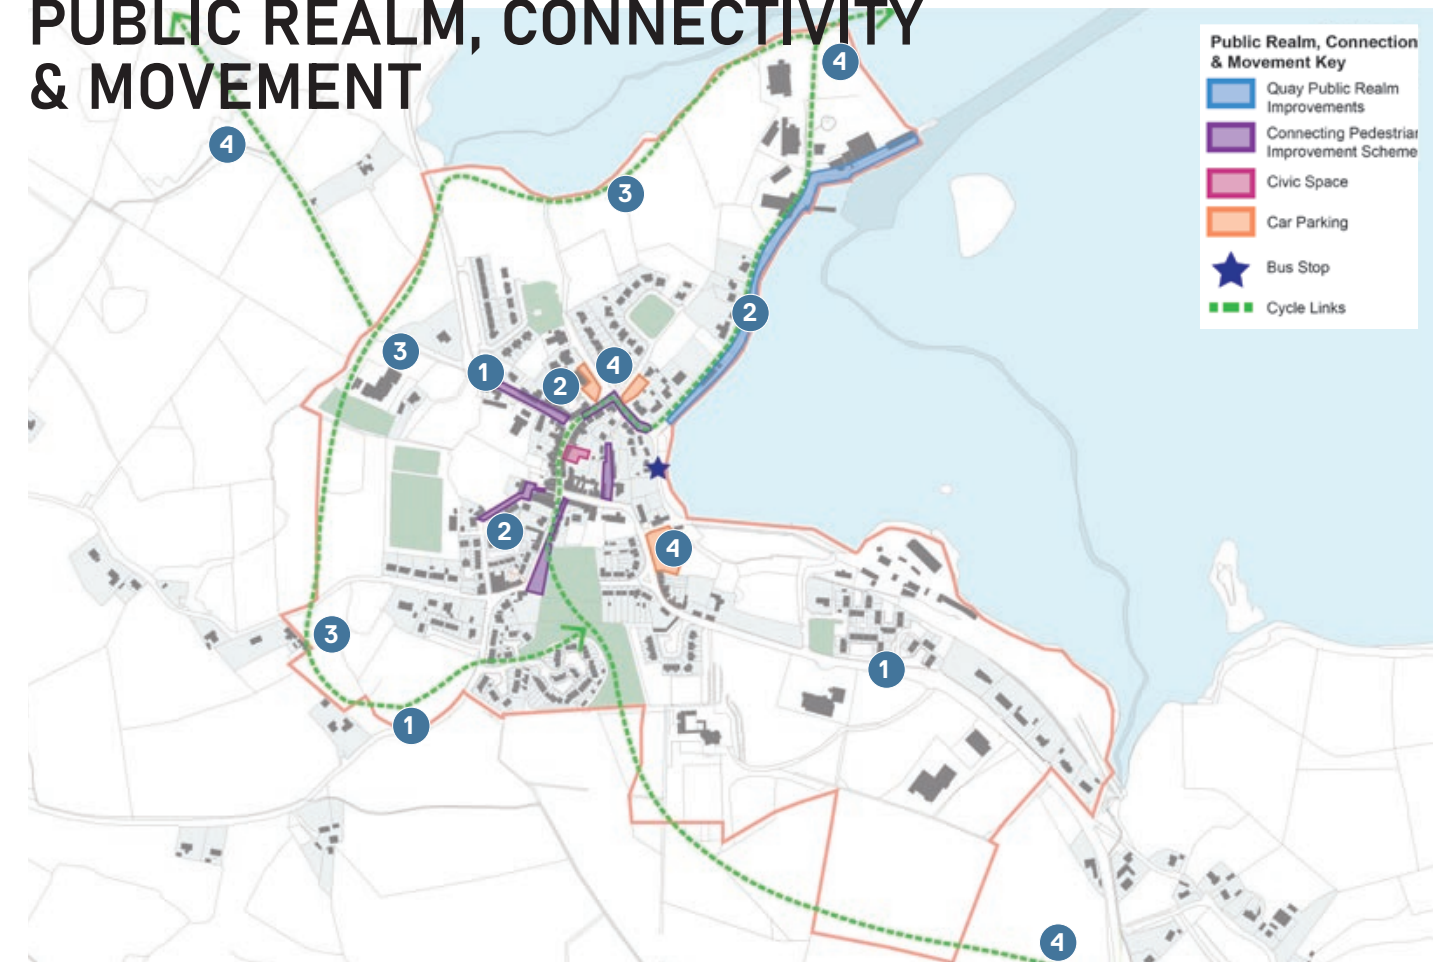 PUBLIC REALM, CONNECTIVITY
& MOVEMENT
Public Realm, Connection
& Movement Key
Quay Public Realm
Improvements
Connecting Pedestrian
Improvement Scheme
Civic Space
Car Parking
Bus Stop
Cycle Links
4
4
3
2
3
1
2
4
2
4
3
1
1
4